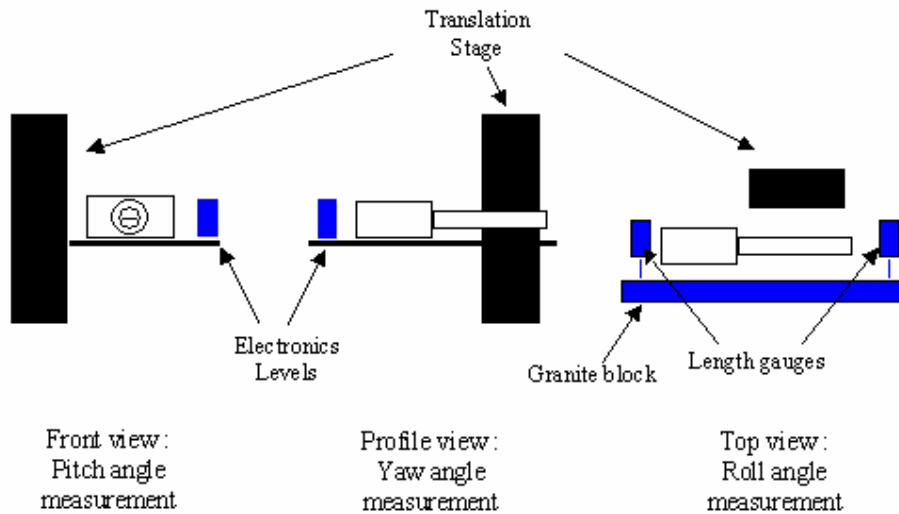 Translation
Stage
Electronics
Levels
Granite block
Length gauges
Front view :
Pitch angle
measurement
Profile view :
Yaw angle
measurement
Top view :
Roll angle
measurement